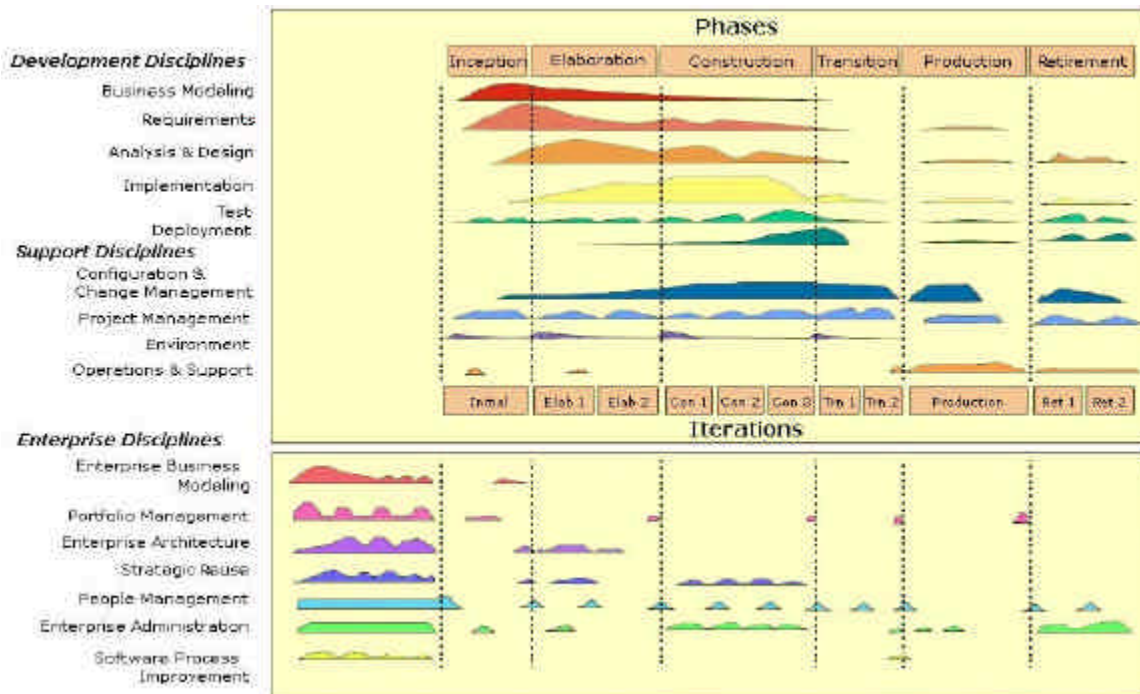 Phases
Development Disciplines
Inception Elaboration Construction Transition Production Retirement
Business Modeling
Requirements
Analysis & Design
Implementation
Test
Deployment
Support Disciplines
Configuration &
Change Management
Project Management
Environment
Operations & Support
Initial Elab 1 Elab 2 Con 1 Con 2 Con 3 Trn 1 Trn 2 Production Ret 1 Ret 2
Iterations
Enterprise Disciplines
Enterprise Business
Modeling
Portfolio Management
Enterprise Architecture
Strategic Reuse
People Management
Enterprise Administration
Software Process
Improvement